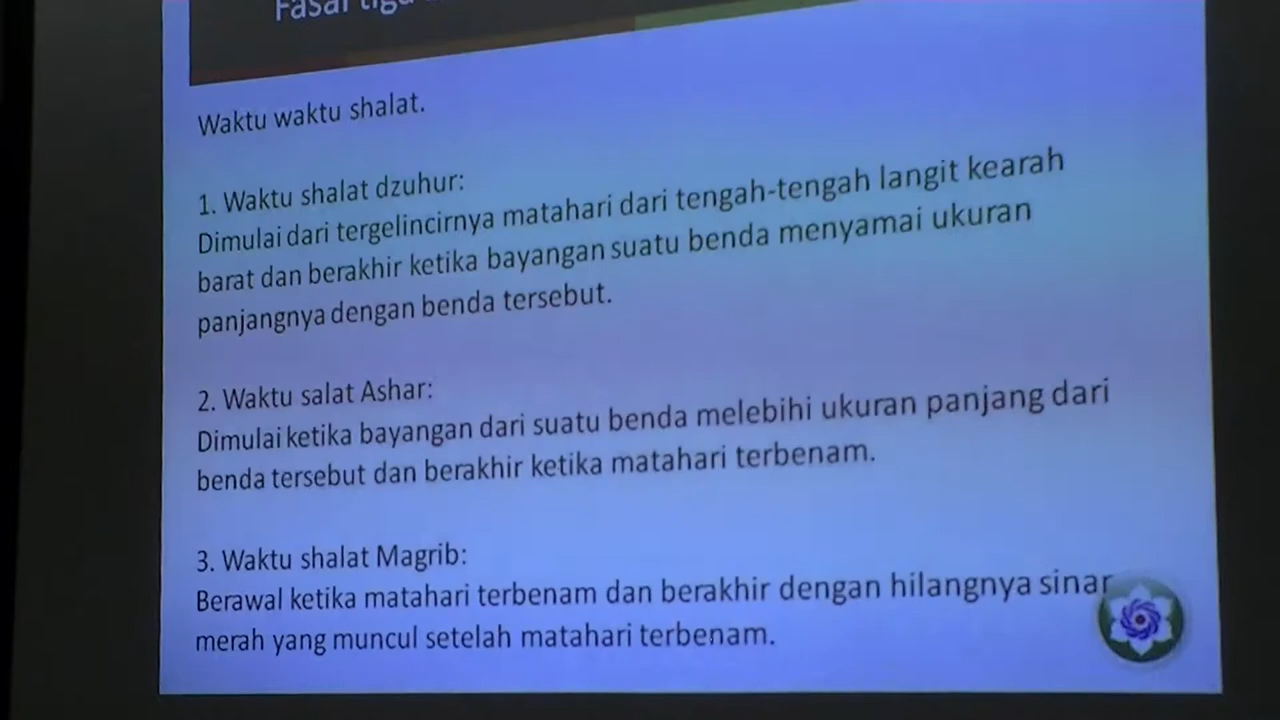 Fasal tiga
Waktu waktu shalat.
1. Waktu shalat dzuhur:
Dimulai dari tergelincirnya matahari dari tengah-tengah langit kearah
barat dan berakhir ketika bayangan suatu benda menyamai ukuran
panjangnya dengan benda tersebut.
2. Waktu salat Ashar:
Dimulai ketika bayangan dari suatu benda melebihi ukuran panjang dari
benda tersebut dan berakhir ketika matahari terbenam.
3. Waktu shalat Magrib:
Berawal ketika matahari terbenam dan berakhir dengan hilangnya sinar
merah yang muncul setelah matahari terbenam.